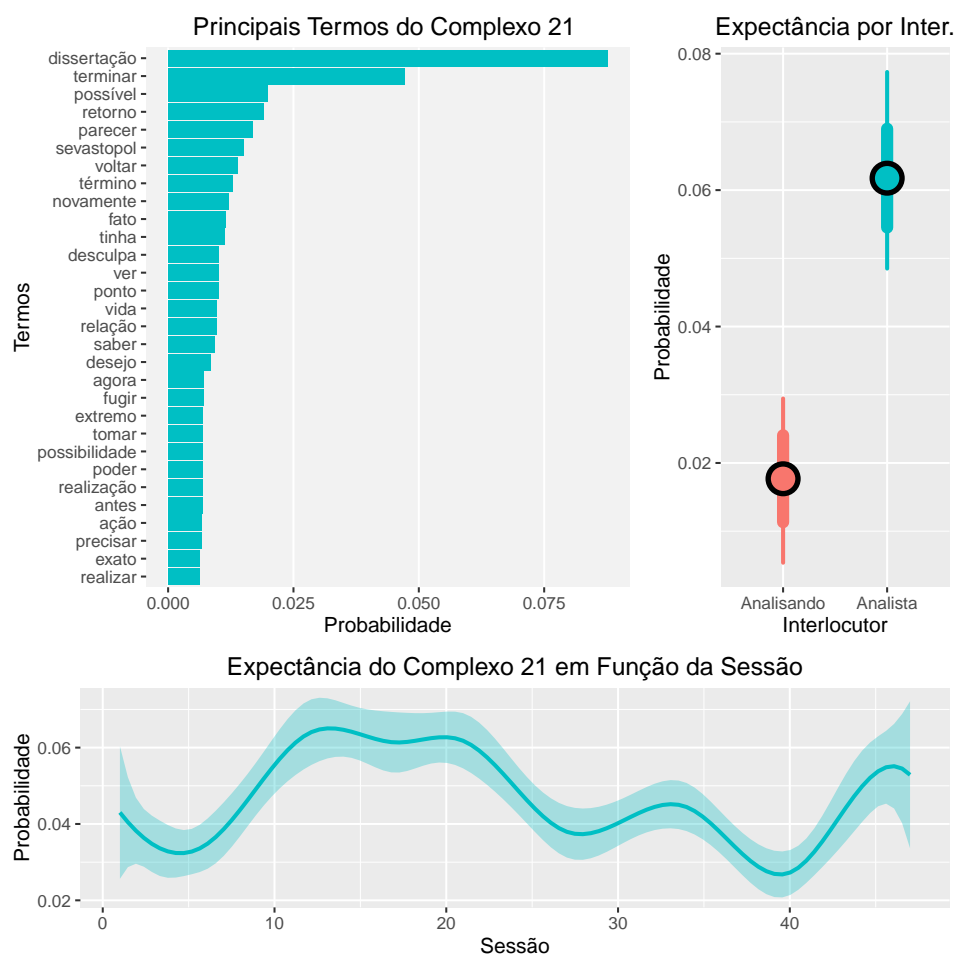 Principais Termos do Complexo 21
Termos
dissertação
terminar
possível
retorno
parecer
sevastopol
voltar
término
novamente
fato
tinha
desculpa
ver
ponto
vida
relação
saber
desejo
agora
fugir
extremo
tomar
possibilidade
poder
realização
antes
ação
precisar
exato
realizar
0.000 0.025 0.050 0.075
Probabilidade
Expectância por Inter.
Probabilidade
0.08
0.06
0.04
0.02
Analisando Analista
Interlocutor
Expectância do Complexo 21 em Função da Sessão
Probabilidade
0.06
0.04
0.02
0 10 20 30 40
Sessão